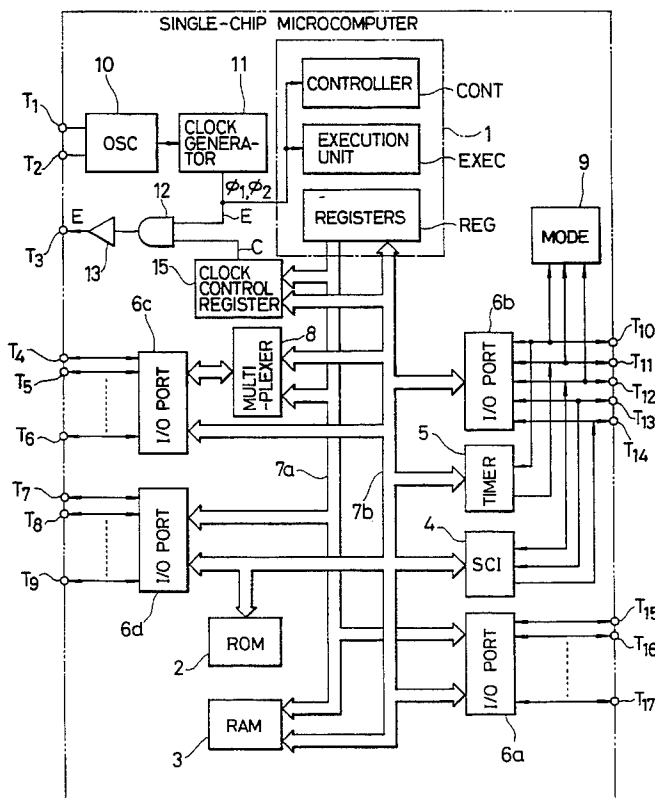 SINGLE-CHIP MICROCOMPUTER
10
11
T1
T2
OSC
CLOCK
GENERA-
TOR
CONTROLLER
CONT
1
EXECUTION
UNIT
EXEC
REGISTERS
REG
ϕ1, ϕ2
12
E
E
T3
13
C
15
CLOCK
CONTROL
REGISTER
9
MODE
6c
8
T4
T5
T6
I/O PORT
MULTI
-PLEXER
6b
I/O PORT
T10
T11
T12
T13
T14
7a
7b
5
TIMER
T7
T8
T9
I/O PORT
6d
4
SCI
ROM
2
RAM
3
I/O PORT
6a
T15
T16
T17